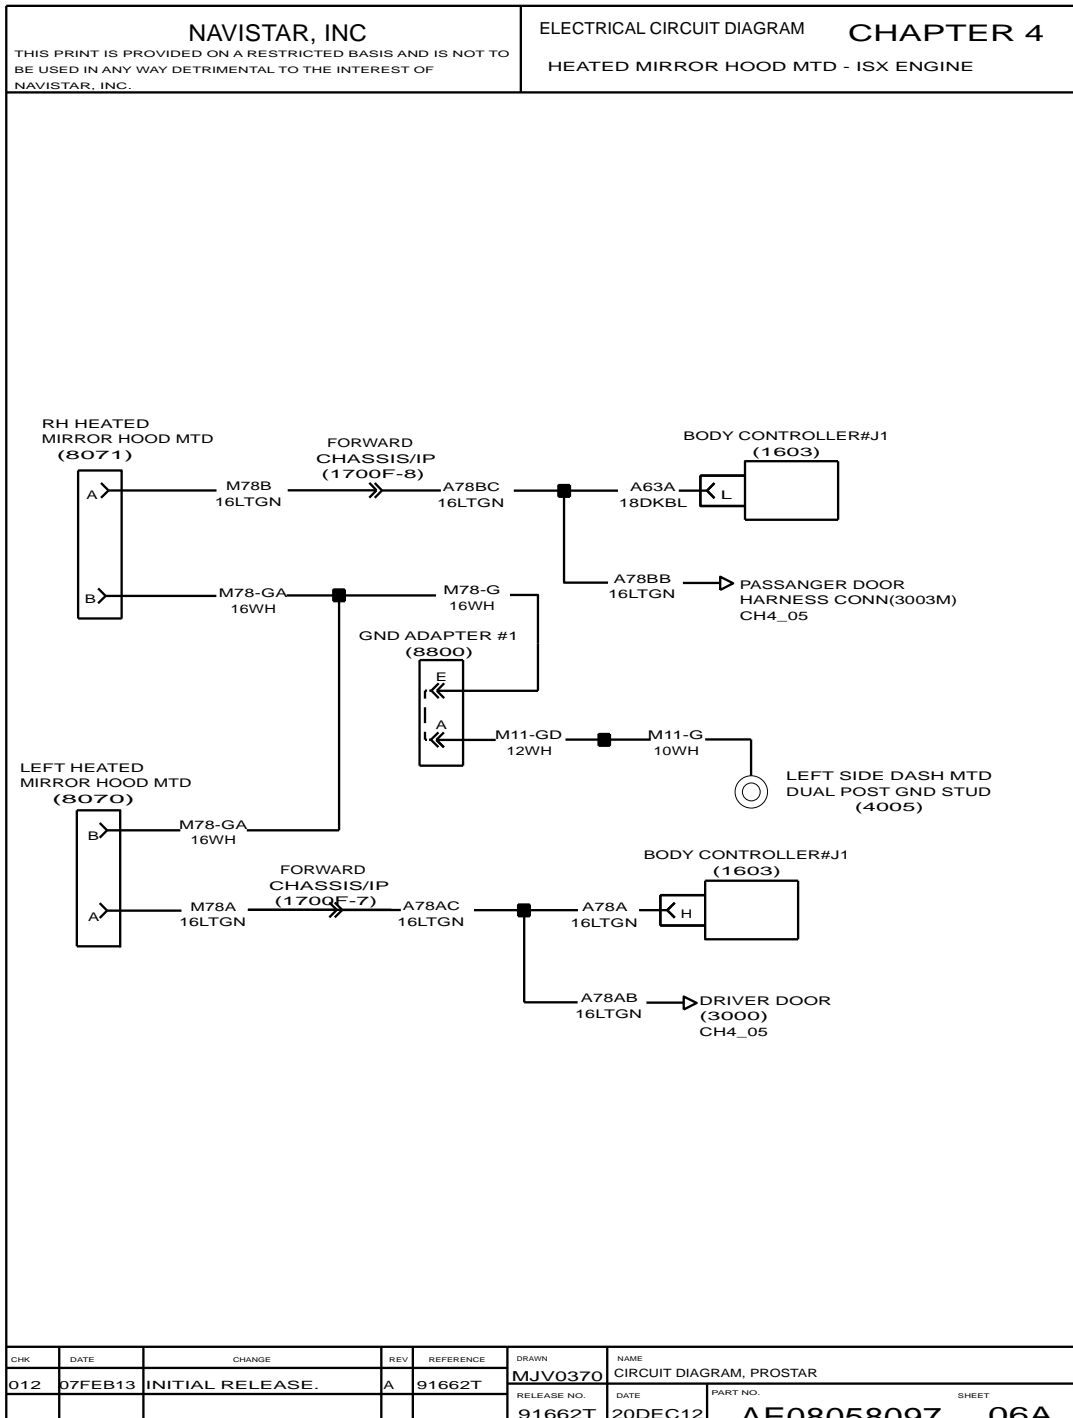 NAVISTAR, INC
THIS PRINT IS PROVIDED ON A RESTRICTED BASIS AND IS NOT TO
BE USED IN ANY WAY DETRIMENTAL TO THE INTEREST OF
NAVISTAR, INC.
ELECTRICAL CIRCUIT DIAGRAM CHAPTER 4
HEATED MIRROR HOOD MTD - ISX ENGINE
RH HEATED
MIRROR HOOD MTD
(8071)
A
B
M78B
16LTGN
FORWARD
CHASSIS/IP
(1700F-8)
A78BC
16LTGN
A63A
18DKBL
BODY CONTROLLER#J1
(1603)
L
A78BB
16LTGN
PASSANGER DOOR
HARNESS CONN(3003M)
CH4_05
M78-GA
16WH
M78-G
16WH
GND ADAPTER #1
(8800)
E
A
M11-GD
12WH
M11-G
10WH
LEFT SIDE DASH MTD
DUAL POST GND STUD
(4005)
LEFT HEATED
MIRROR HOOD MTD
(8070)
B
A
M78-GA
16WH
M78A
16LTGN
FORWARD
CHASSIS/IP
(1700F-7)
A78AC
16LTGN
A78A
16LTGN
BODY CONTROLLER#J1
(1603)
H
A78AB
16LTGN
DRIVER DOOR
(3000)
CH4_05
CHK DATE CHANGE REV REFERENCE
012 07FEB13 INITIAL RELEASE. A 91662T
DRAWN
MJV0370
NAME
CIRCUIT DIAGRAM, PROSTAR
RELEASE NO.
91662T
DATE
20DEC12
PART NO.
AE08058097
SHEET
06A